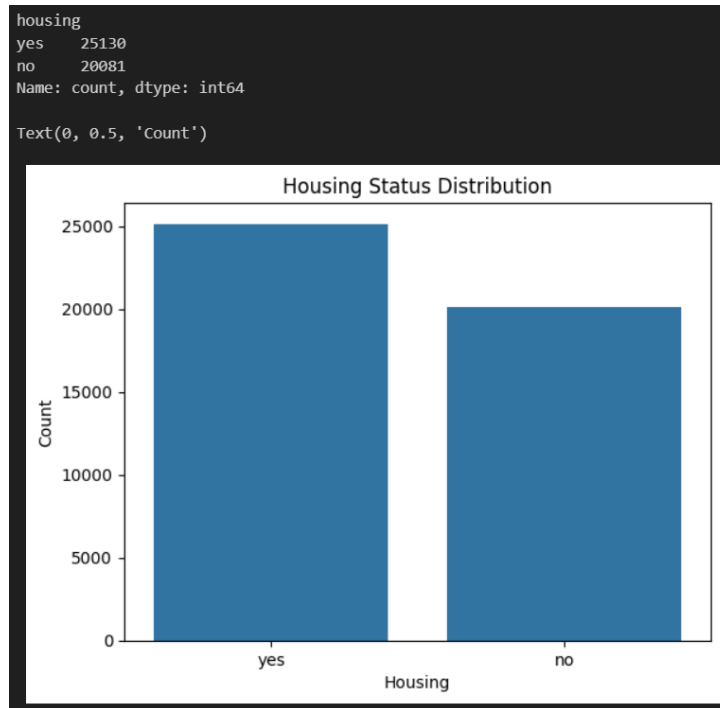 housing
yes    25130
no     20081
Name: count, dtype: int64
Text(0, 0.5, 'Count')
Housing Status Distribution
25000
20000
15000
10000
5000
0
Count
yes
no
Housing